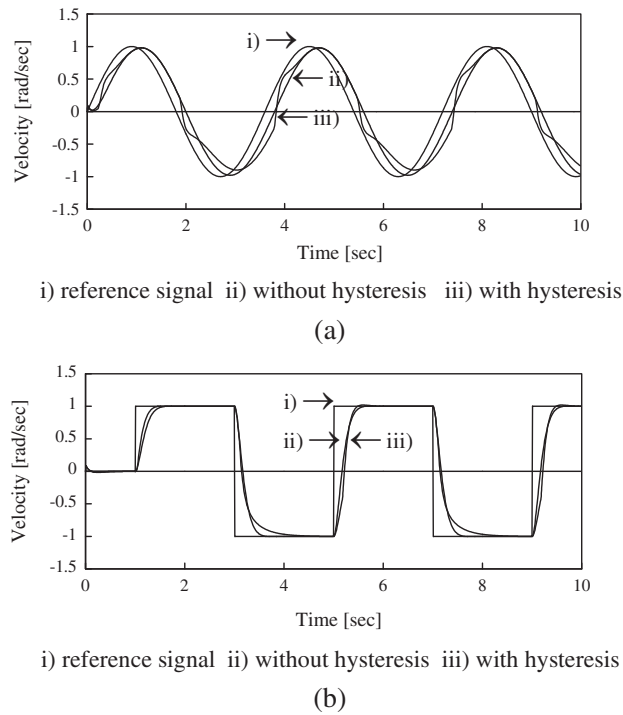 1.5
1
0.5
0
-0.5
-1
-1.5
Velocity [rad/sec]
i)
ii)
iii)
0 2 4 6 8 10
Time [sec]
i) reference signal ii) without hysteresis iii) with hysteresis
(a)
1.5
1
0.5
0
-0.5
-1
-1.5
Velocity [rad/sec]
i)
ii) iii)
0 2 4 6 8 10
Time [sec]
i) reference signal ii) without hysteresis iii) with hysteresis
(b)